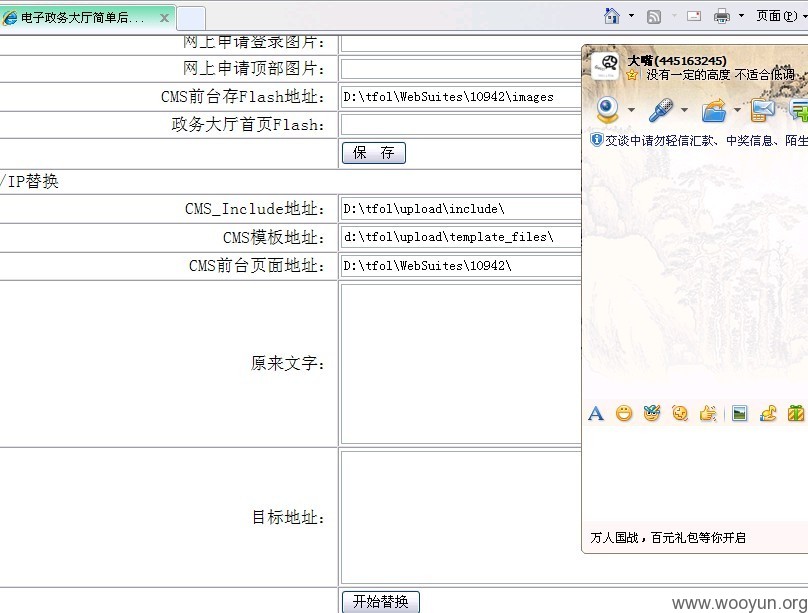 电子政务大厅简单后...
页面(P)
网上申请登录图片：
网上申请顶部图片：
CMS前台存Flash地址： D:\tfol\WebSuites\10942\images
政务大厅首页Flash：
保 存
/IP替换
CMS_Include地址： D:\tfol\upload\include\
CMS模板地址： d:\tfol\upload\template_files\
CMS前台页面地址： D:\tfol\WebSuites\10942\
原来文字：
目标地址：
开始替换
大嘴(445163245)
没有一定的高度 不适合低调
交谈中请勿轻信汇款、中奖信息、陌生
A
万人国战，百元礼包等你开启
www.wooyun.org